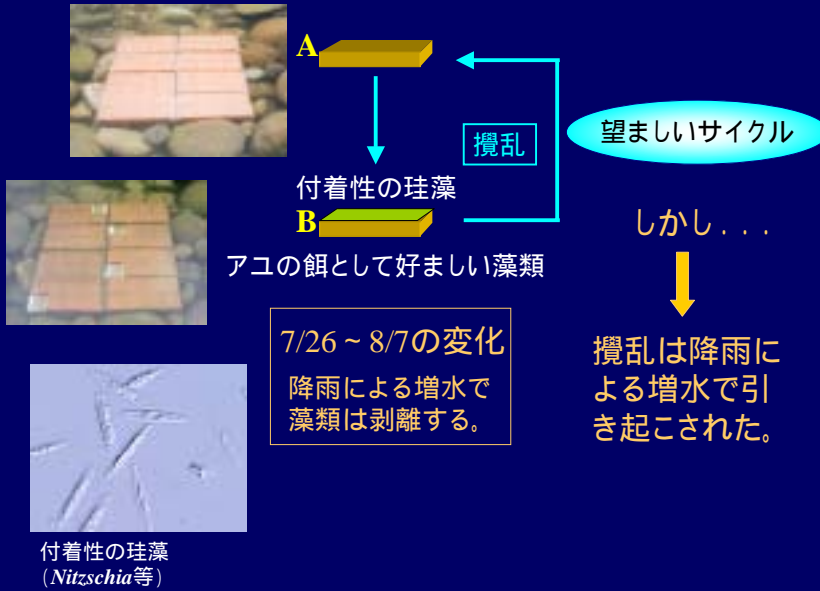 A
攪乱
望ましいサイクル
付着性の珪藻
B
アユの餌として好ましい藻類
しかし...
7/26~8/7の変化
降雨による増水で
藻類は剥離する。
攪乱は降雨に
よる増水で引
き起こされた。
付着性の珪藻
(Nitzschia等)